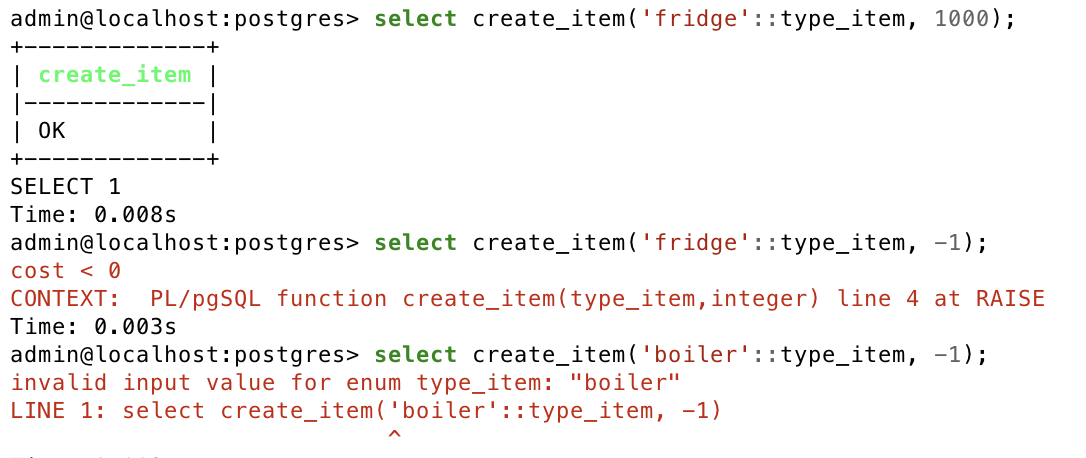 admin@localhost:postgres> select create_item('fridge'::type_item, 1000);
+-------------+
| create_item |
|-------------|
| OK          |
+-------------+
SELECT 1
Time: 0.008s
admin@localhost:postgres> select create_item('fridge'::type_item, -1);
cost < 0
CONTEXT:  PL/pgSQL function create_item(type_item,integer) line 4 at RAISE
Time: 0.003s
admin@localhost:postgres> select create_item('boiler'::type_item, -1);
invalid input value for enum type_item: "boiler"
LINE 1: select create_item('boiler'::type_item, -1)
                           ^